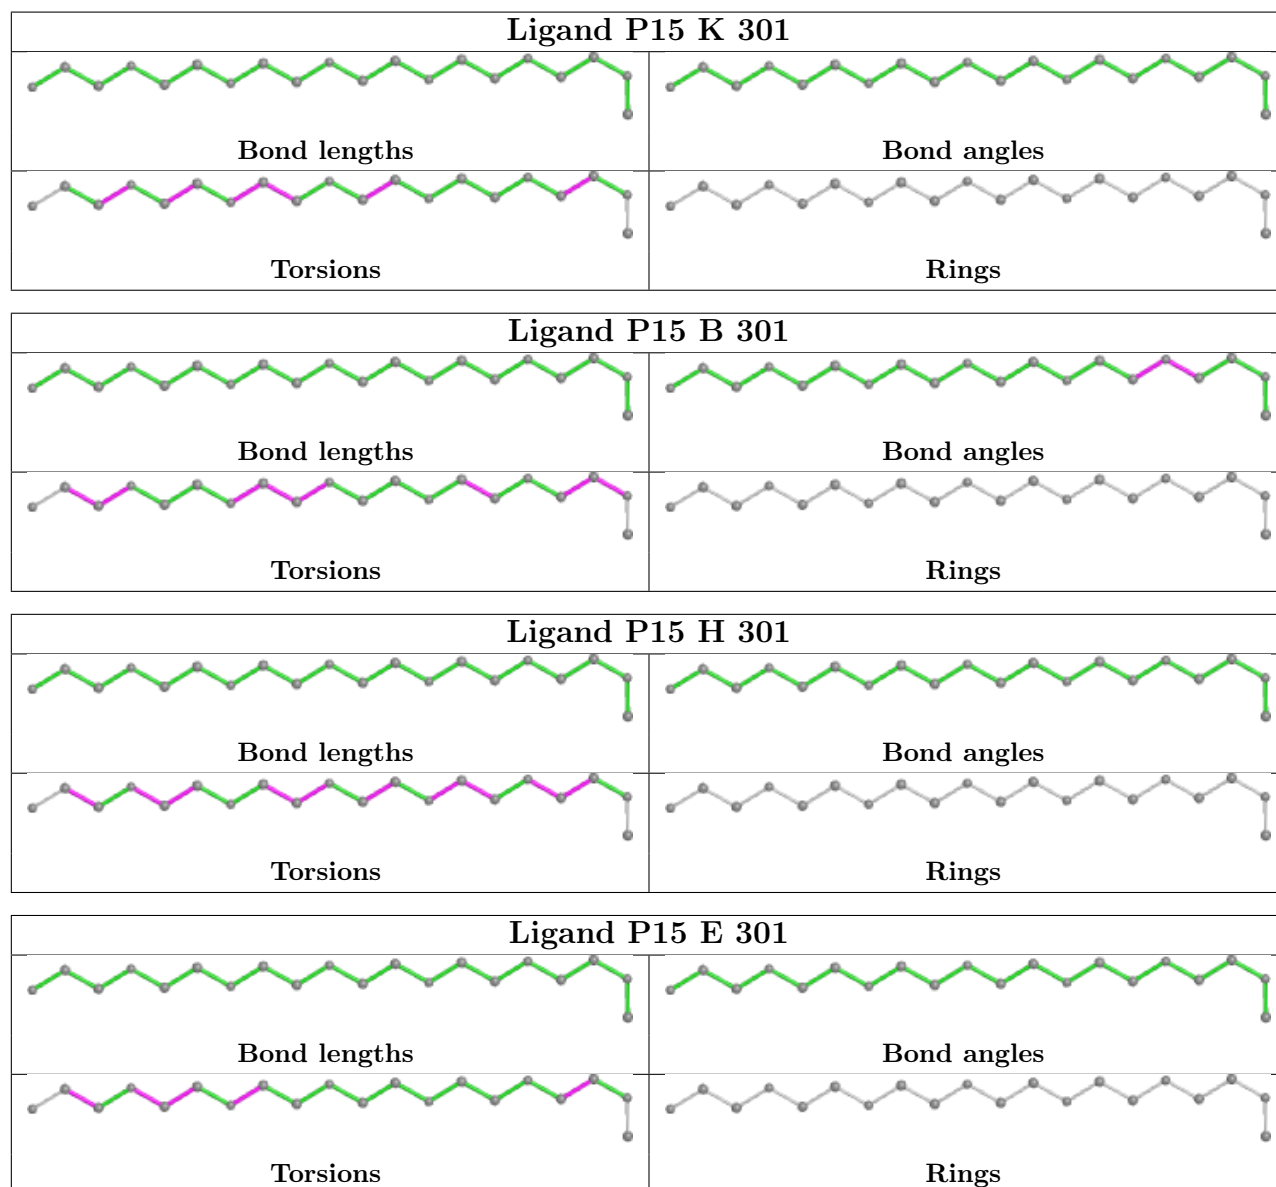 Ligand P15 K 301
Bond lengths
Bond angles
Torsions
Rings
Ligand P15 B 301
Bond lengths
Bond angles
Torsions
Rings
Ligand P15 H 301
Bond lengths
Bond angles
Torsions
Rings
Ligand P15 E 301
Bond lengths
Bond angles
Torsions
Rings